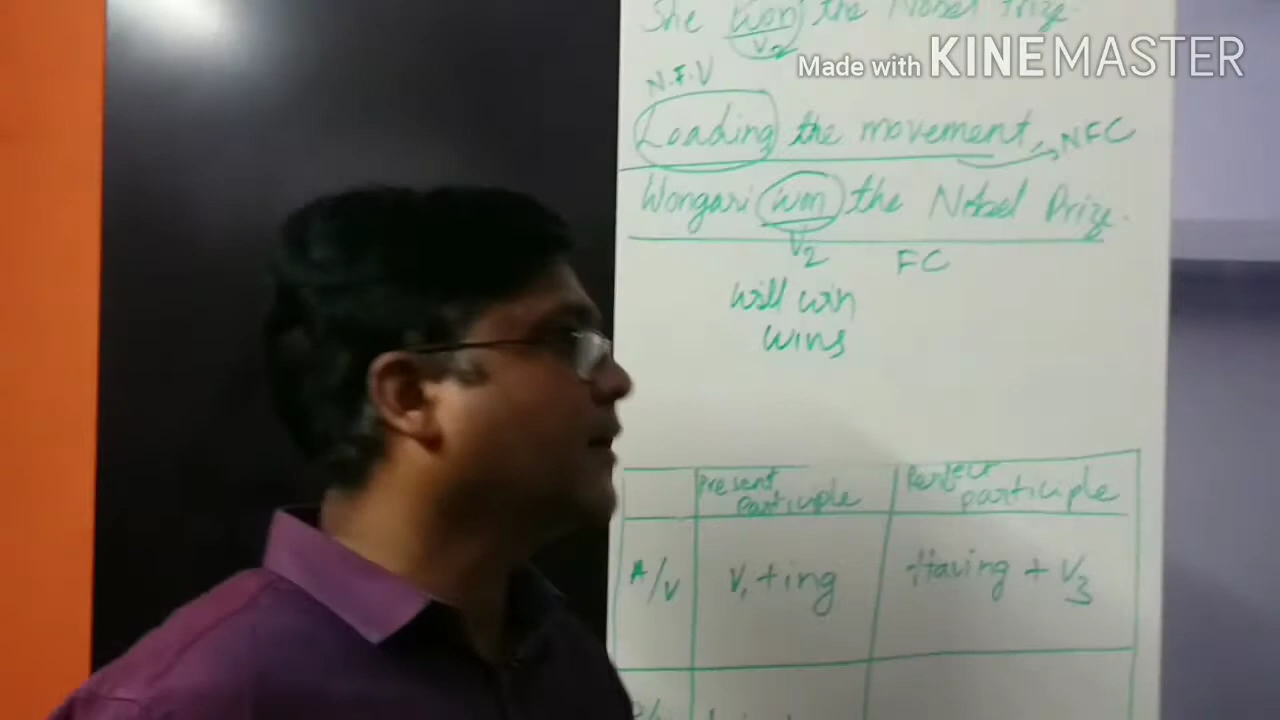 She won the Nobel Prize.
V2
Made with KINEMASTER
N.F.V
Loading the movement, NFC
Wongari won the Nobel Prize.
V2 FC
will win
wins
Present Participle
Perfect participle
A/V V1+ing Having + V3